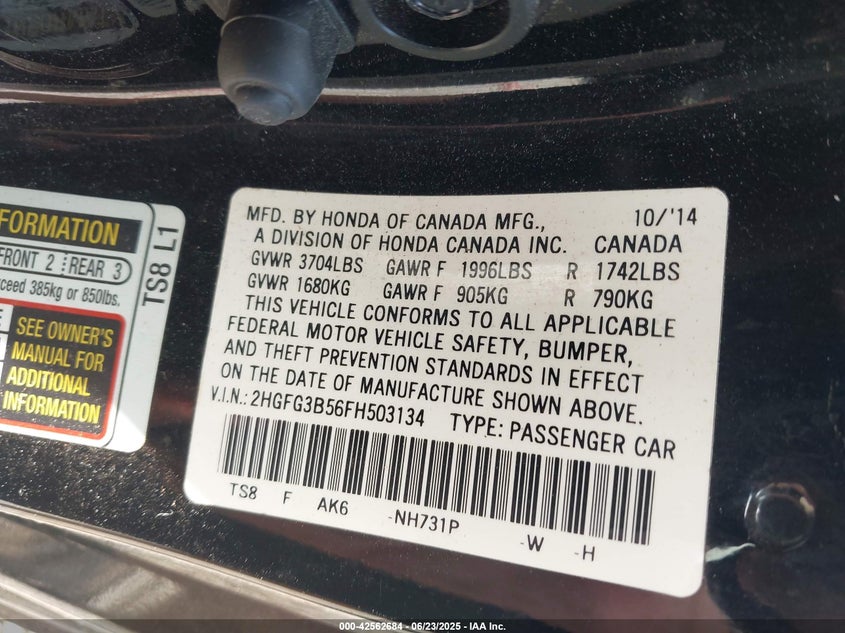 FORMATION
FRONT 2 REAR 3
ceed 385kg or 850lbs.
SEE OWNER'S
MANUAL FOR
ADDITIONAL
INFORMATION
TS8 L1
MFD. BY HONDA OF CANADA MFG., 10/'14
A DIVISION OF HONDA CANADA INC. CANADA
GVWR 3704LBS GAWR F 1996LBS R 1742LBS
GVWR 1680KG GAWR F 905KG R 790KG
THIS VEHICLE CONFORMS TO ALL APPLICABLE
FEDERAL MOTOR VEHICLE SAFETY, BUMPER,
AND THEFT PREVENTION STANDARDS IN EFFECT
ON THE DATE OF MANUFACTURE SHOWN ABOVE.
V.I.N.: 2HGFG3B56FH503134 TYPE: PASSENGER CAR
TS8 F AK6 -NH731P -W -H
000-42562684 - 06/23/2025 - IAA Inc.